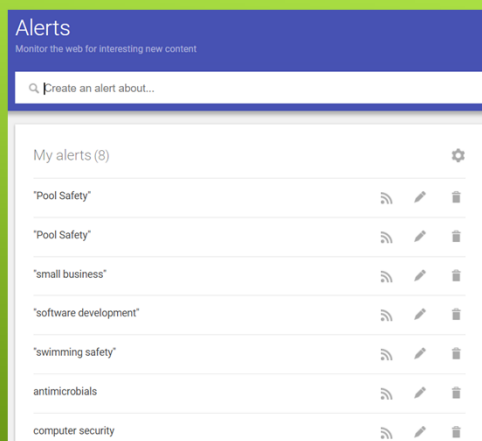 Alerts
Monitor the web for interesting new content
Create an alert about...
My alerts (8)
"Pool Safety"
"Pool Safety"
"small business"
"software development"
"swimming safety"
antimicrobials
computer security